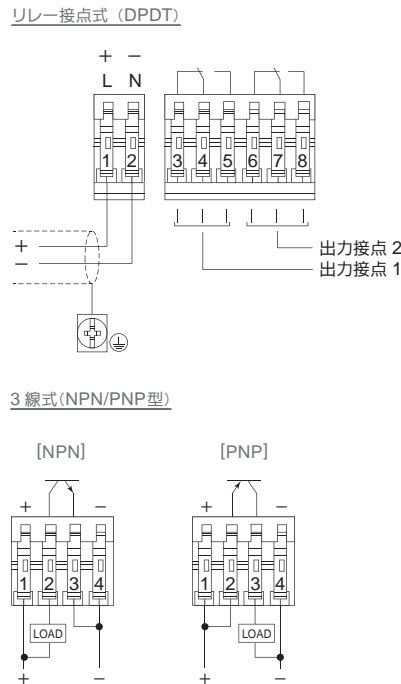 リレー接点式（DPDT）
+ −
L N
1 2 3 4 5 6 7 8
+
−
出力接点 2
出力接点 1
3 線式(NPN/PNP型）
[NPN] [PNP]
+ − + −
1 2 3 4 1 2 3 4
LOAD LOAD
+ − + −